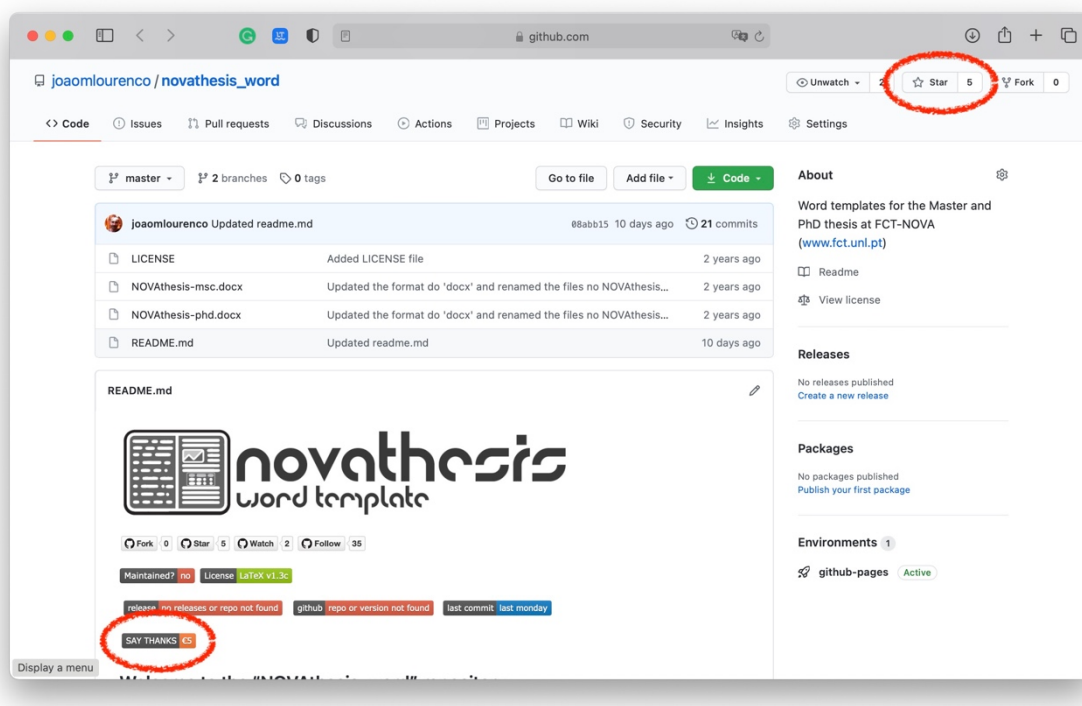 github.com
joaomlourenco / novathesis_word
Unwatch 2 Star 5 Fork 0
Code Issues Pull requests Discussions Actions Projects Wiki Security Insights Settings
master 2 branches 0 tags Go to file Add file Code
joaomlourenco Updated readme.md 08abb15 10 days ago 21 commits
LICENSE Added LICENSE file 2 years ago
NOVAthesis-msc.docx Updated the format do 'docx' and renamed the files no NOVAthesis... 2 years ago
NOVAthesis-phd.docx Updated the format do 'docx' and renamed the files no NOVAthesis... 2 years ago
README.md Updated readme.md 10 days ago
README.md
novathesis
word template
Fork 0 Star 5 Watch 2 Follow 35
Maintained? no License LaTeX v1.3c
release no releases or repo not found github repo or version not found last commit last monday
SAY THANKS €5
Display a menu
About
Word templates for the Master and
PhD thesis at FCT-NOVA
(www.fct.unl.pt)
Readme
View license
Releases
No releases published
Create a new release
Packages
No packages published
Publish your first package
Environments 1
github-pages Active